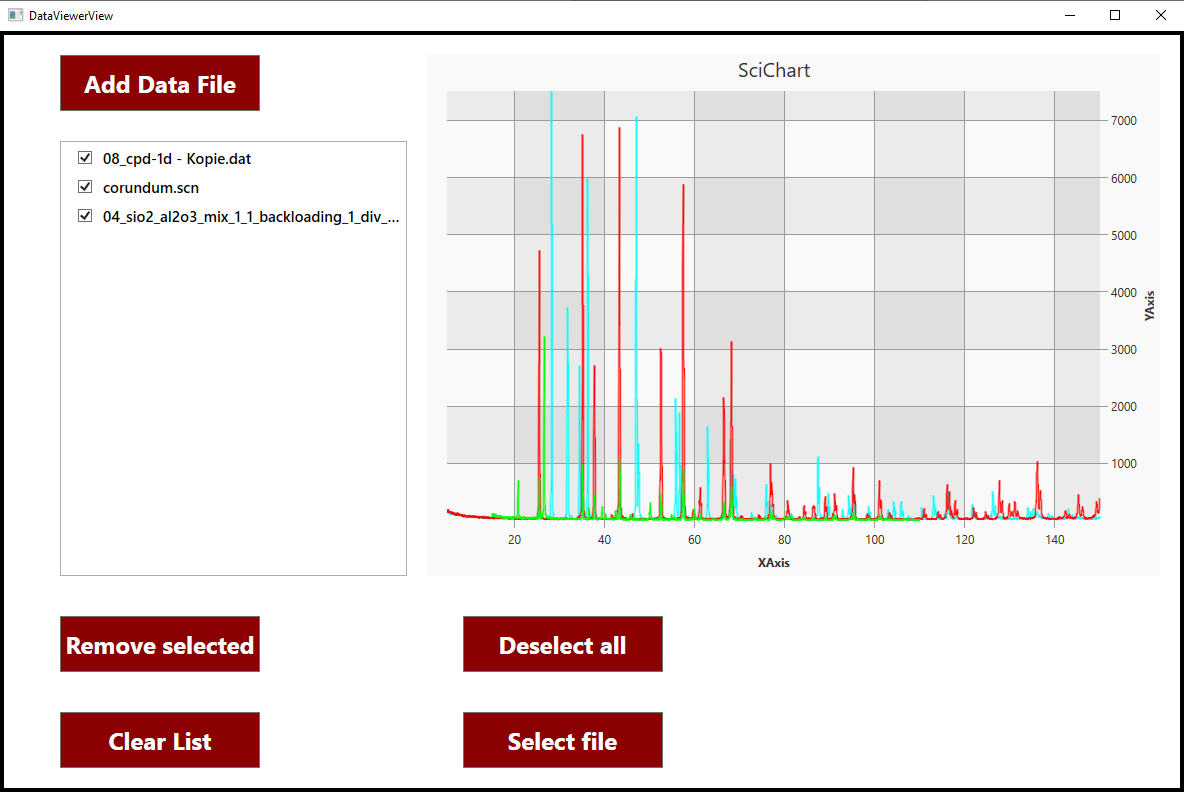 DataViewerView
Add Data File
08_cpd-1d - Kopie.dat
corundum.scn
04_sio2_al2o3_mix_1_1_backloading_1_div_...
SciChart
7000
6000
5000
4000
3000
2000
1000
YAxis
20 40 60 80 100 120 140
XAxis
Remove selected
Deselect all
Clear List
Select file